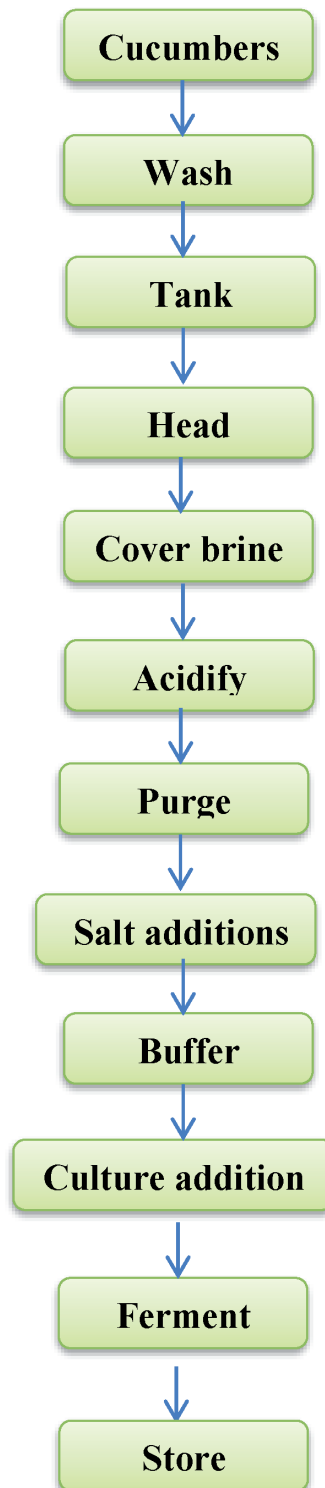 Cucumbers
Wash
Tank
Head
Cover brine
Acidify
Purge
Salt additions
Buffer
Culture addition
Ferment
Store